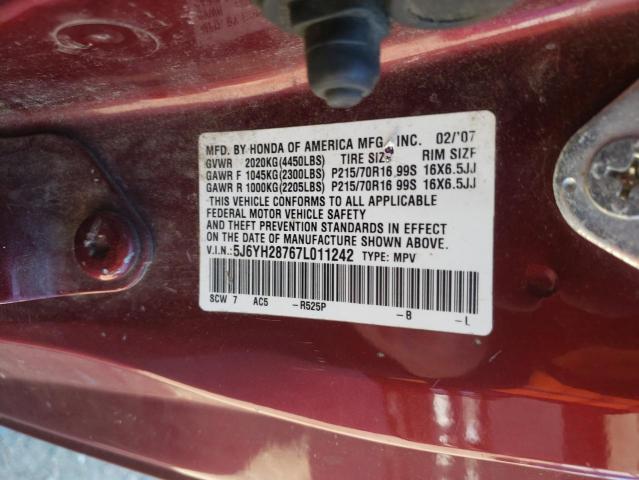 MFD. BY HONDA OF AMERICA MFG., INC. 02/'07
GVWR 2020KG(4450LBS) TIRE SIZE RIM SIZE
GAWR F 1045KG(2300LBS) P215/70R16 99S 16X6.5JJ
GAWR R 1000KG(2205LBS) P215/70R16 99S 16X6.5JJ
THIS VEHICLE CONFORMS TO ALL APPLICABLE
FEDERAL MOTOR VEHICLE SAFETY
AND THEFT PREVENTION STANDARDS IN EFFECT
ON THE DATE OF MANUFACTURE SHOWN ABOVE.
V.I.N.: 5J6YH28767L011242 TYPE: MPV
SCW 7 AC5 -R525P -B -L